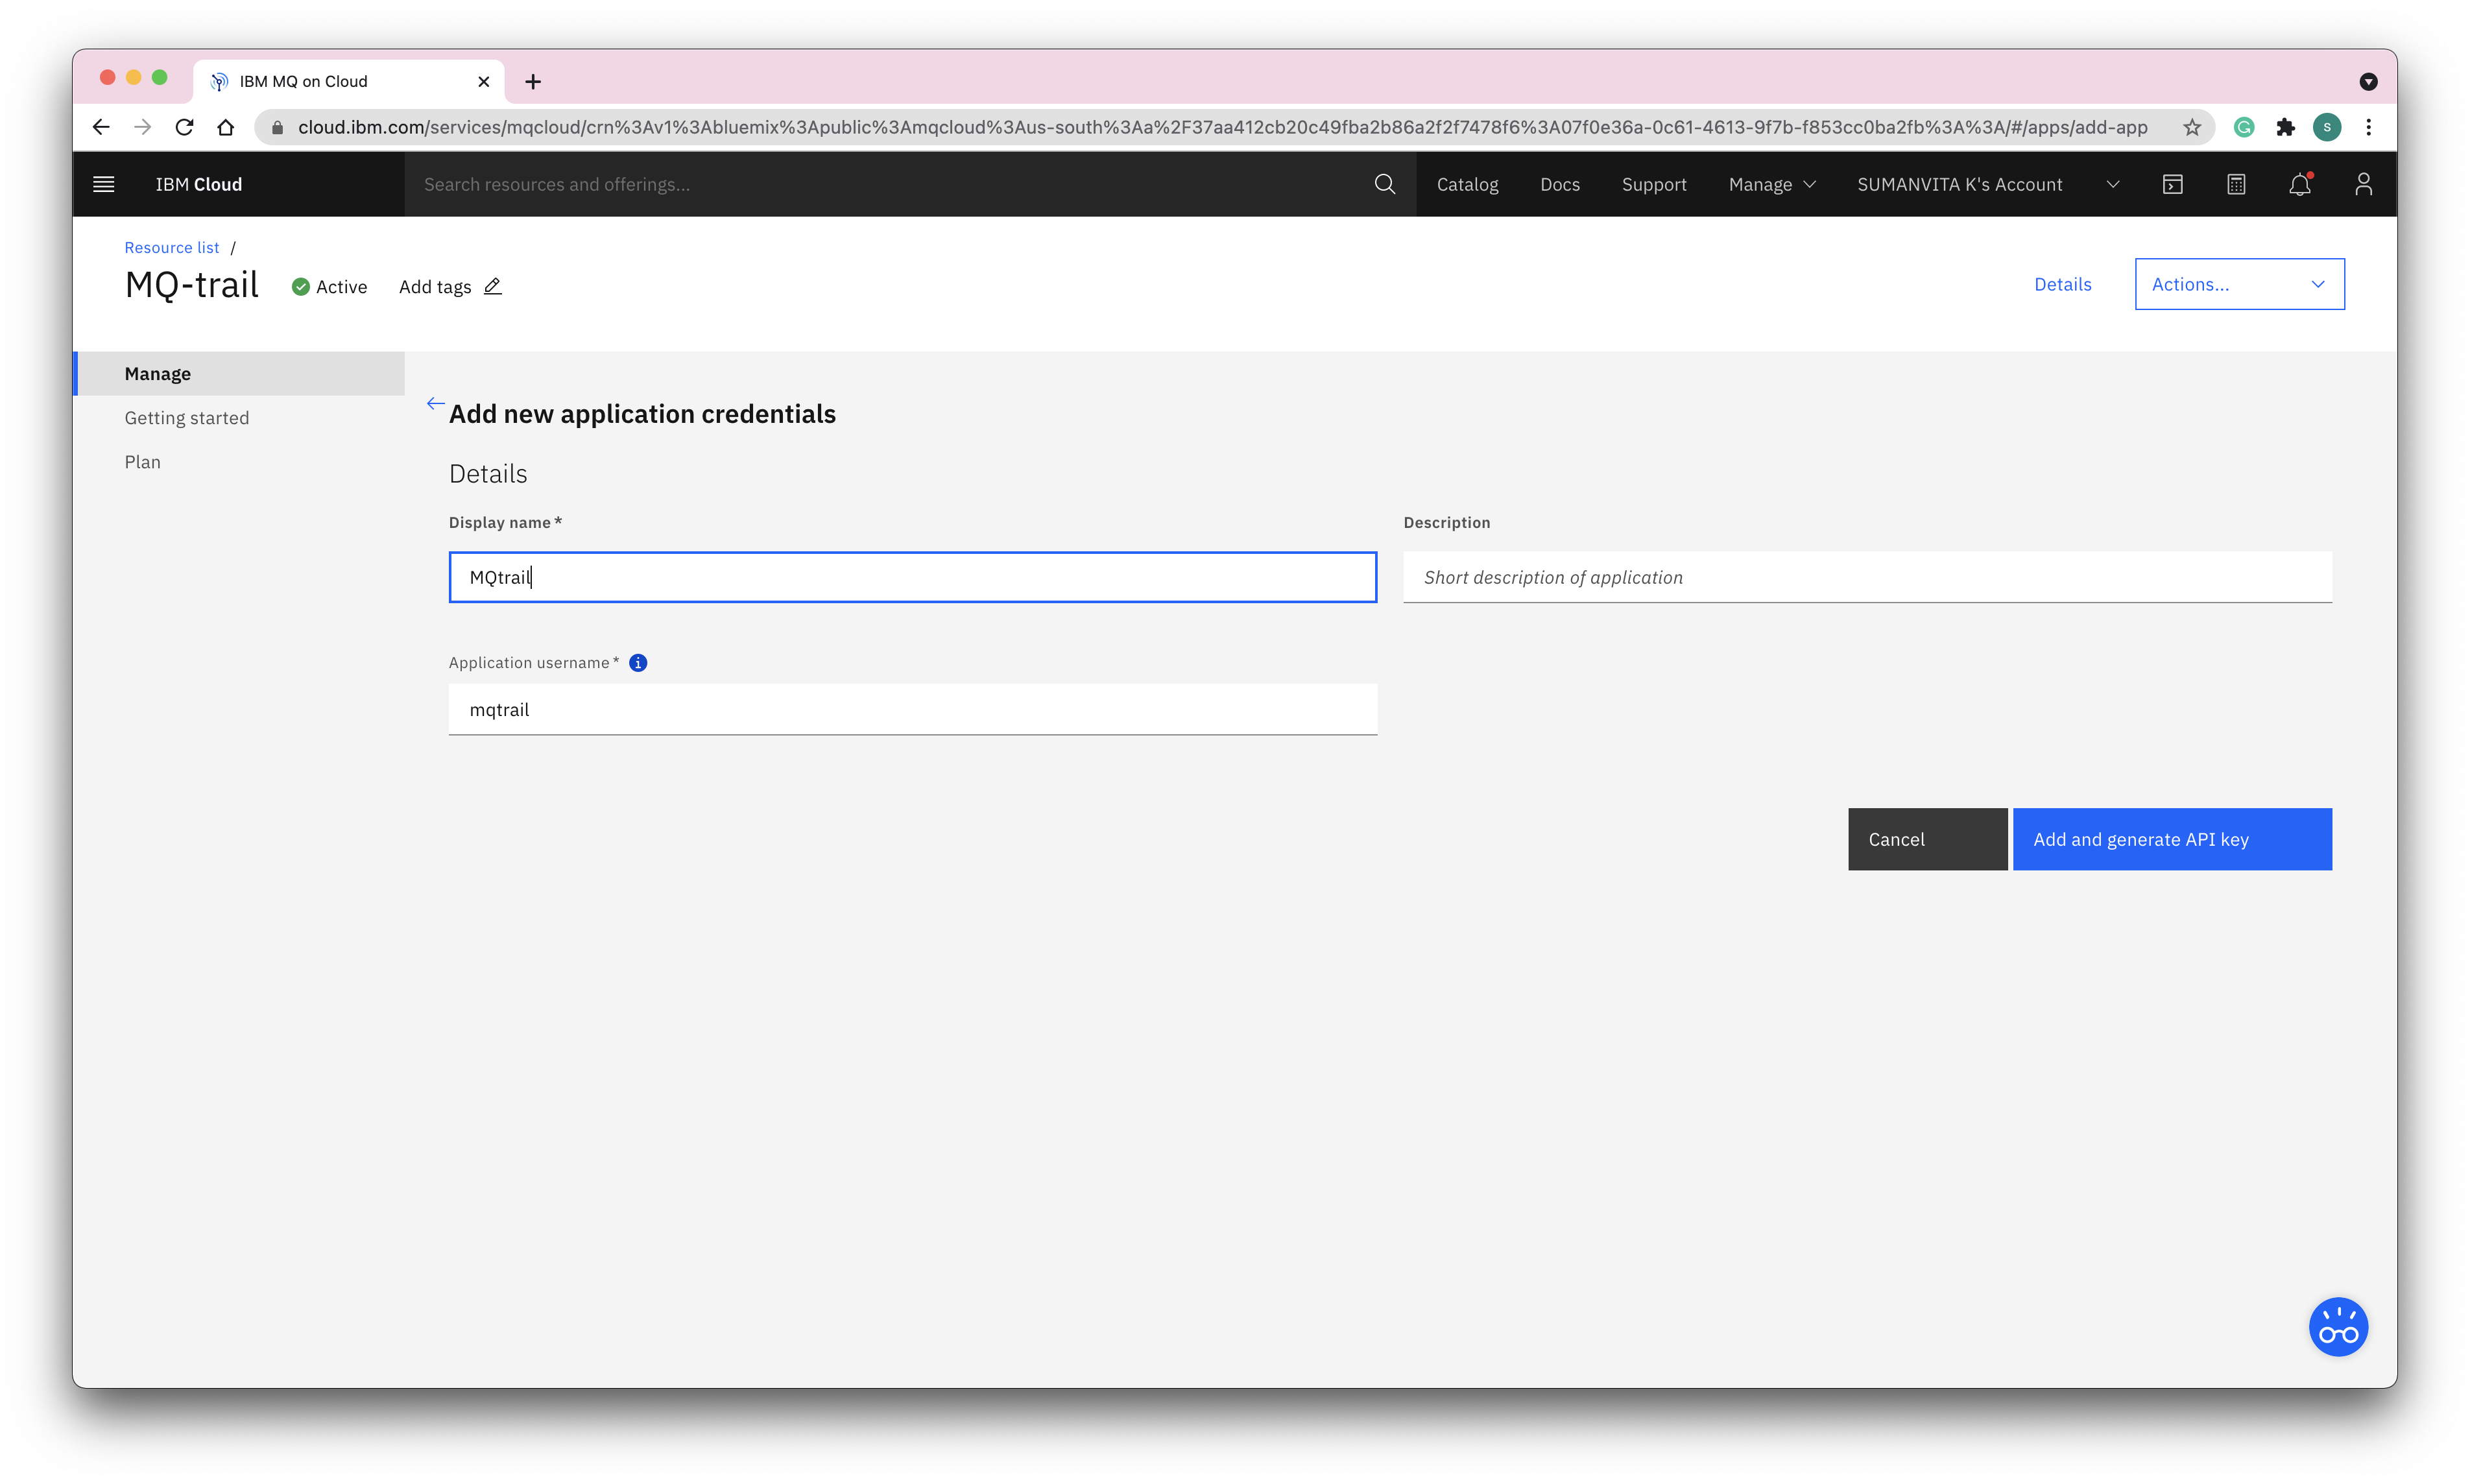 IBM MQ on Cloud
cloud.ibm.com/services/mqcloud/crn%3Av1%3Abluemix%3Apublic%3Amqcloud%3Aus-south%3Aa%2F37aa412cb20c49fba2b86a2f2f7478f6%3A07f0e36a-0c61-4613-9f7b-f853cc0ba2fb%3A%3A/#/apps/add-app
S
IBM Cloud
Search resources and offerings...
Catalog
Docs
Support
Manage
SUMANVITA K's Account
Resource list /
MQ-trail
Active
Add tags
Details
Actions...
Manage
Getting started
Plan
Add new application credentials
Details
Display name *
Description
MQtrail
Short description of application
Application username *
mqtrail
Cancel
Add and generate API key